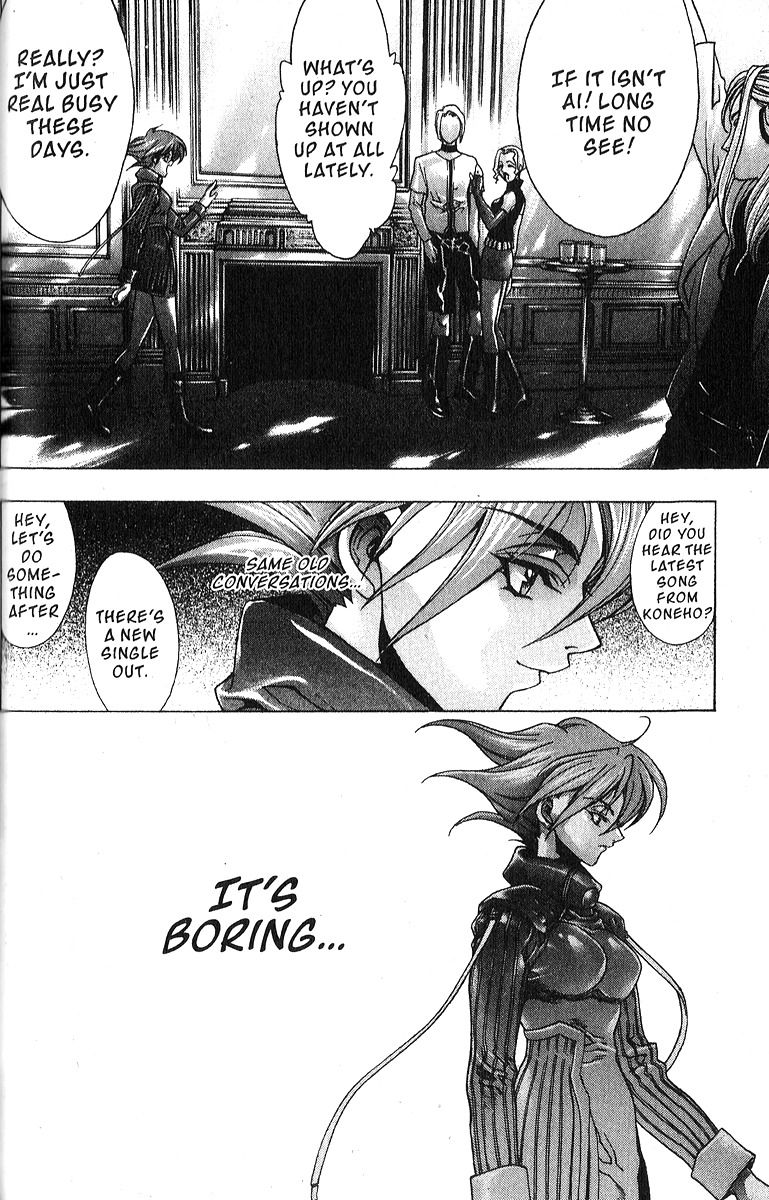 IF IT ISN'T
AI! LONG
TIME NO
SEE!
WHAT'S
UP? YOU
HAVEN'T
SHOWN
UP AT ALL
LATELY.
REALLY?
I'M JUST
REAL BUSY
THESE
DAYS.
HEY,
DID YOU
HEAR THE
LATEST
SONG
FROM
KONEHO?
SAME OLD
CONVERSATIONS...
THERE'S
A NEW
SINGLE
OUT.
HEY,
LET'S
DO
SOME-
THING
AFTER
...
IT'S
BORING...